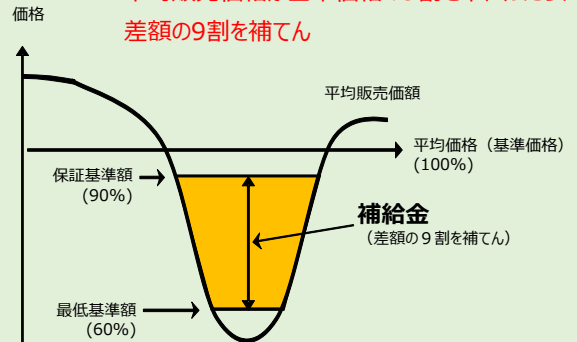 価格
差額の9割を補てん
平均販売価額
平均価格（基準価格）
(100%)
保証基準額
(90%)
補給金
（差額の９割を補てん）
最低基準額
(60%)